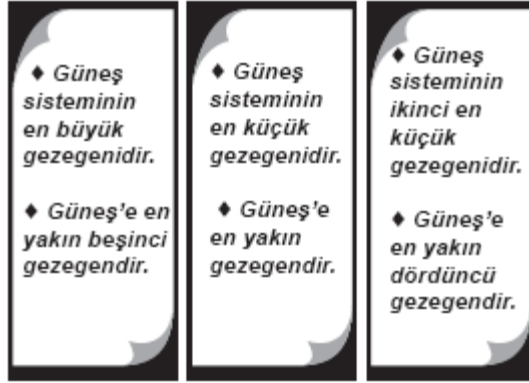 ♦ Güneş
sisteminin
en büyük
gezegenidir.
♦ Güneş'e en
yakın beşinci
gezegendir.
♦ Güneş
sisteminin
en küçük
gezegenidir.
♦ Güneş'e
en yakın
gezegendir.
♦ Güneş
sisteminin
ikinci en
küçük
gezegenidir.
♦ Güneş'e
en yakın
dördüncü
gezegendir.